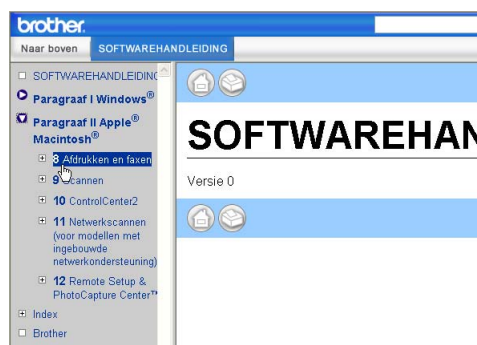 brother.
Naar boven SOFTWAREHANDLEIDING
SOFTWAREHANDLEIDING
Paragraaf I Windows®
Paragraaf II Apple®
Macintosh®
8 Afdrukken en faxen
9 Scannen
10 ControlCenter2
11 Netwerkscannen
(voor modellen met
ingebouwde
netwerkondersteuning)
12 Remote Setup &
PhotoCapture Center™
Index
Brother
SOFTWAREHAN
Versie 0